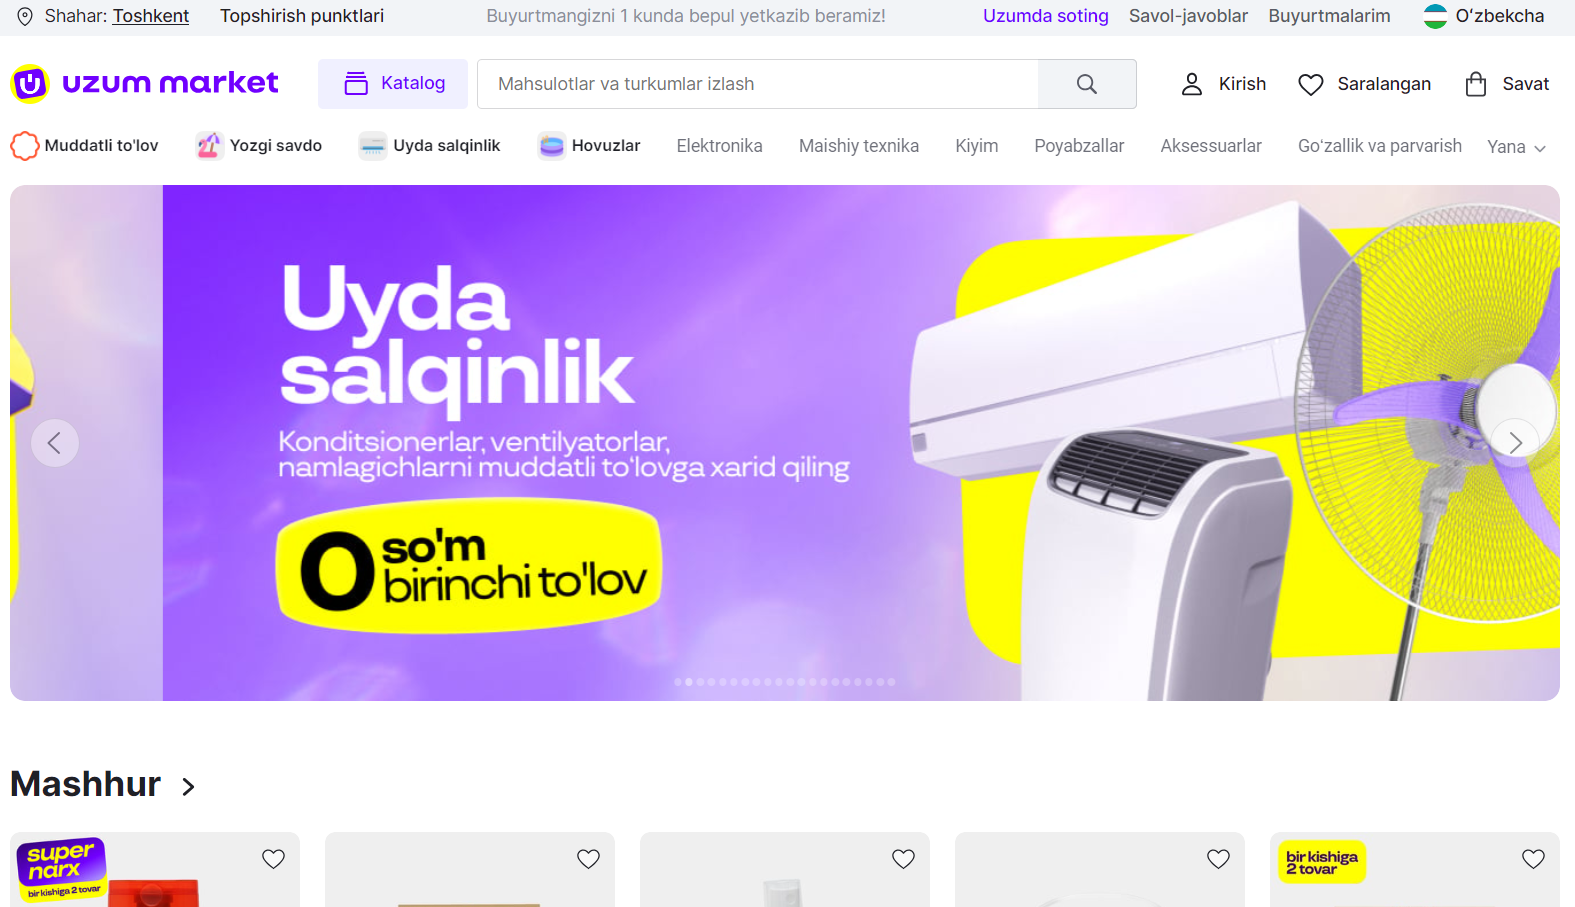 Shahar: Toshkent Topshirish punktlari Buyurtmangizni 1 kunda bepul yetkazib beramiz! Uzumda soting Savol-javoblar Buyurtmalarim Oʻzbekcha
uzum market Katalog Mahsulotlar va turkumlar izlash Kirish Saralangan Savat
Muddatli to'lov Yozgi savdo Uyda salqinlik Hovuzlar Elektronika Maishiy texnika Kiyim Poyabzallar Aksessuarlar Goʻzallik va parvarish Yana
Uyda
salqinlik
Konditsionerlar, ventilyatorlar,
namlagichlarni muddatli to'lovga xarid qiling
0 so'm
birinchi to'lov
Mashhur
super
narx
bir kishiga 2 tovar
bir kishiga
2 tovar